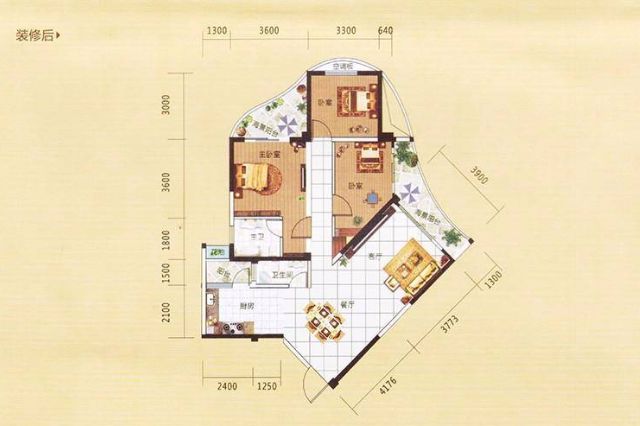 装修后
1300 3600 3300 640
空调板
3000
卧室
海景阳台
主卧室
卧室
3600
3900
海景阳台
主卫
客厅
1800
1300
阳台
卫生间
1500
厨房
餐厅
2100
3773
2400 1250
4176